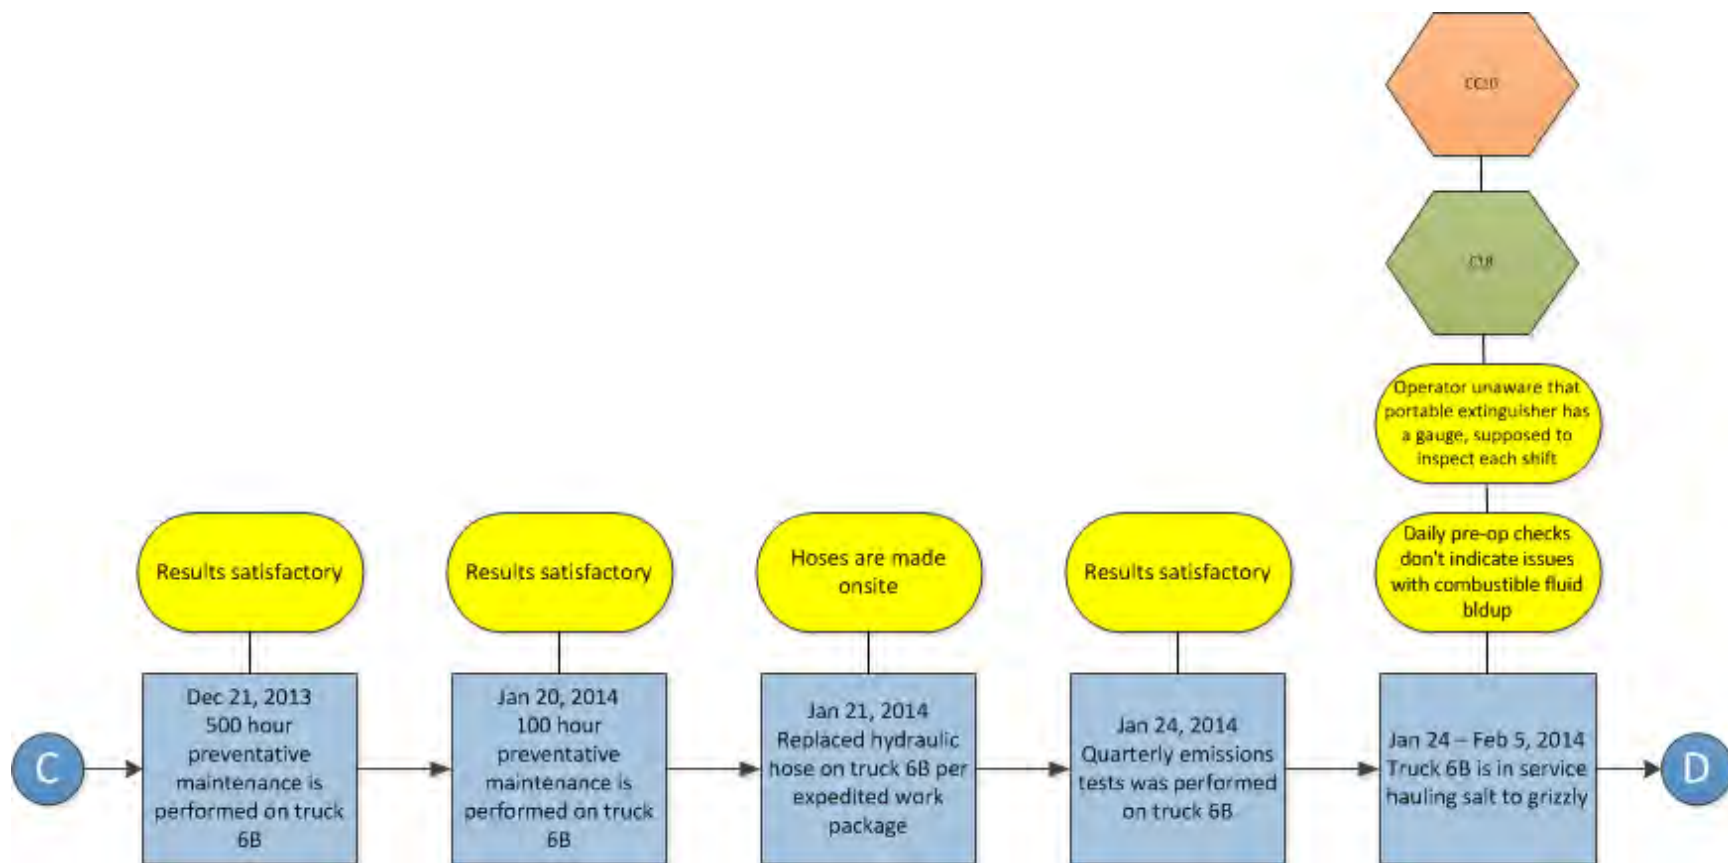 CC10
C18
Operator unaware that
portable extinguisher has
a gauge, supposed to
inspect each shift
Results satisfactory
Results satisfactory
Hoses are made
onsite
Results satisfactory
Daily pre-op checks
don't indicate issues
with combustible fluid
bldup
C
Dec 21, 2013
500 hour
preventative
maintenance is
performed on truck
6B
Jan 20, 2014
100 hour
preventative
maintenance is
performed on truck
6B
Jan 21, 2014
Replaced hydraulic
hose on truck 6B per
expedited work
package
Jan 24, 2014
Quarterly emissions
tests was performed
on truck 6B
Jan 24 – Feb 5, 2014
Truck 6B is in service
hauling salt to grizzly
D